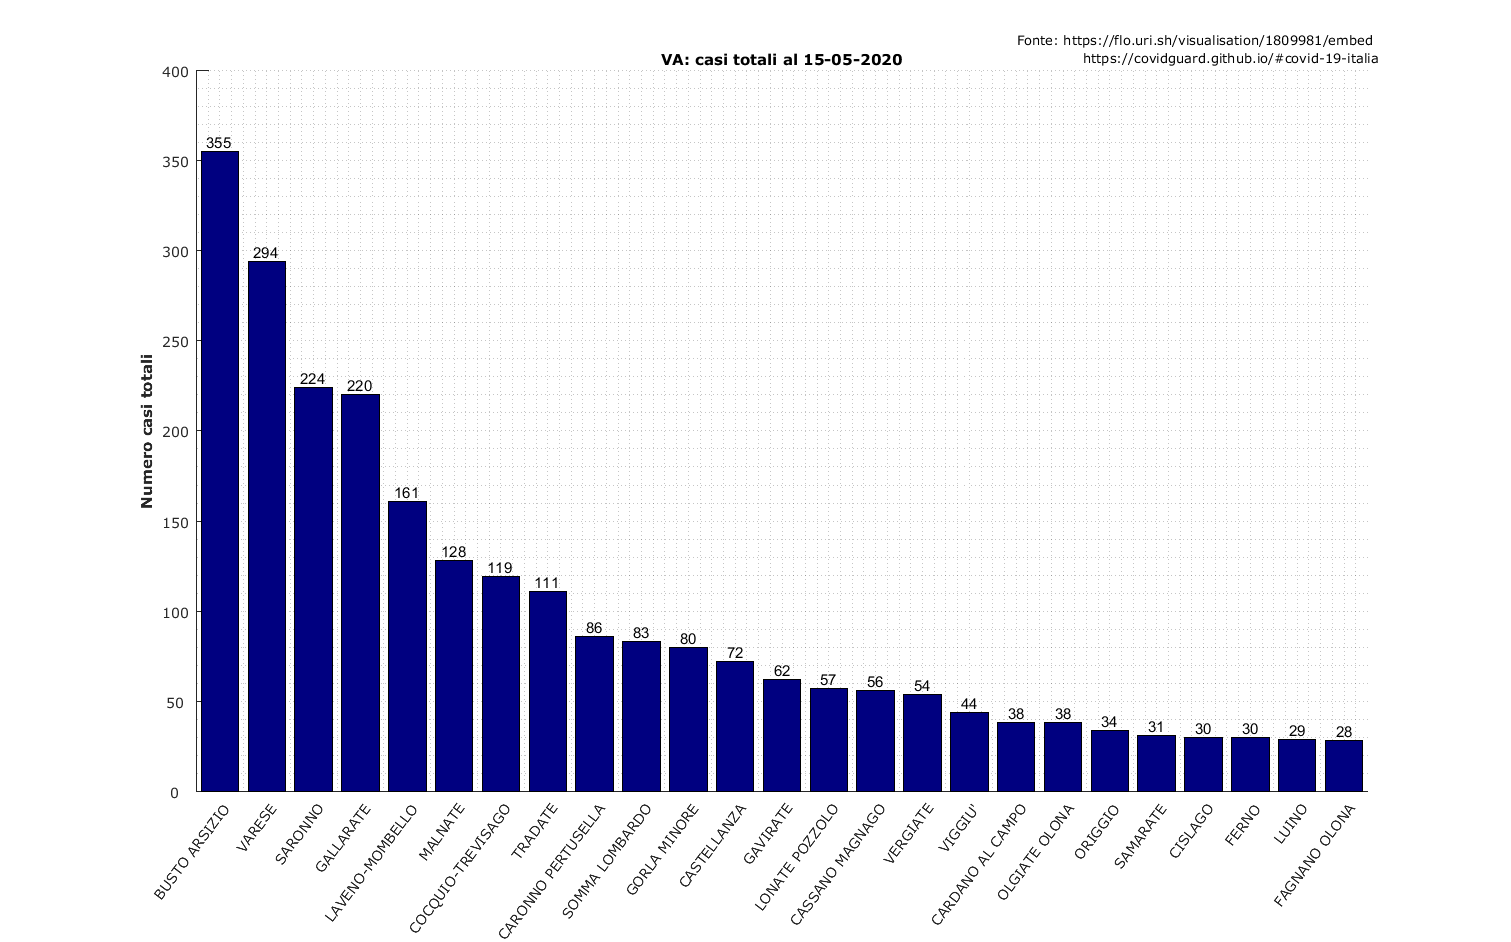 Fonte: https://flo.uri.sh/visualisation/1809981/embed
https://covidguard.github.io/#covid-19-italia
VA: casi totali al 15-05-2020
Numero casi totali
400
350
300
250
200
150
100
50
0
355
294
224
220
161
128
119
111
86
83
80
72
62
57
56
54
44
38
38
34
31
30
30
29
28
BUSTO ARSIZIO
VARESE
SARONNO
GALLARATE
LAVENO-MOMBELLO
MALNATE
COCQUIO-TREVISAGO
TRADATE
CARONNO PERTUSELLA
SOMMA LOMBARDO
GORLA MINORE
CASTELLANZA
GAVIRATE
LONATE POZZOLO
CASSANO MAGNAGO
VERGIATE
VIGGIU'
CARDANO AL CAMPO
OLGIATE OLONA
ORIGGIO
SAMARATE
CISLAGO
FERNO
LUINO
FAGNANO OLONA